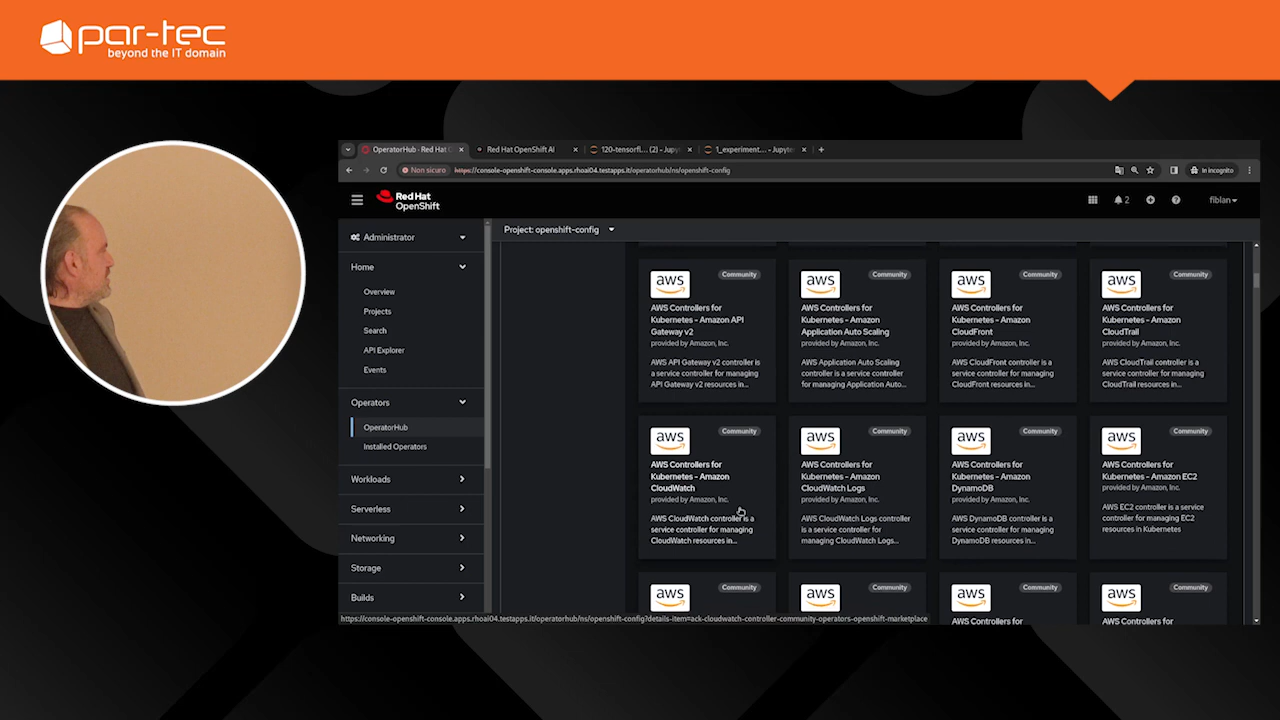 par-tec
beyond the IT domain
OperatorHub · Red Hat O
Red Hat OpenShift AI
120-tensorfl... (2) - Jupy
1_experiment... - Jupyte
Non sicuro
https://console-openshift-console.apps.rhoai04.testapps.it/operatorhub/ns/openshift-config
In incognito
Red Hat
OpenShift
2
fiblan
Administrator
Project: openshift-config
Home
Overview
Projects
Search
API Explorer
Events
Operators
OperatorHub
Installed Operators
Workloads
Serverless
Networking
Storage
Builds
aws
Community
AWS Controllers for
Kubernetes - Amazon API
Gateway v2
provided by Amazon, Inc.
AWS API Gateway v2 controller is
a service controller for managing
API Gateway v2 resources in...
aws
Community
AWS Controllers for
Kubernetes - Amazon
Application Auto Scaling
provided by Amazon, Inc.
AWS Application Auto Scaling
controller is a service controller
for managing Application Auto...
aws
Community
AWS Controllers for
Kubernetes - Amazon
CloudFront
provided by Amazon, Inc.
AWS CloudFront controller is a
service controller for managing
CloudFront resources in...
aws
Community
AWS Controllers for
Kubernetes - Amazon
CloudTrail
provided by Amazon, Inc.
AWS CloudTrail controller is a
service controller for managing
CloudTrail resources in...
aws
Community
AWS Controllers for
Kubernetes - Amazon
CloudWatch
provided by Amazon, Inc.
AWS CloudWatch controller is a
service controller for managing
CloudWatch resources in...
aws
Community
AWS Controllers for
Kubernetes - Amazon
CloudWatch Logs
provided by Amazon, Inc.
AWS CloudWatch Logs controller
is a service controller for
managing CloudWatch Logs...
aws
Community
AWS Controllers for
Kubernetes - Amazon
DynamoDB
provided by Amazon, Inc.
AWS DynamoDB controller is a
service controller for managing
DynamoDB resources in...
aws
Community
AWS Controllers for
Kubernetes - Amazon EC2
provided by Amazon, Inc.
AWS EC2 controller is a service
controller for managing EC2
resources in Kubernetes
aws
Community
aws
Community
aws
Community
AWS Controllers for
aws
Community
AWS Controllers for
https://console-openshift-console.apps.rhoai04.testapps.it/operatorhub/ns/openshift-config?details-item=ack-cloudwatch-controller-community-operators-openshift-marketplace